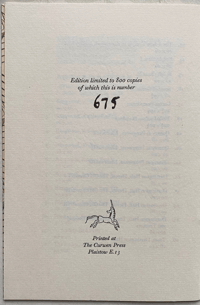 Edition limited to 800 copies
of which this is number
675
Printed at
The Curwen Press
Plaistow E.13